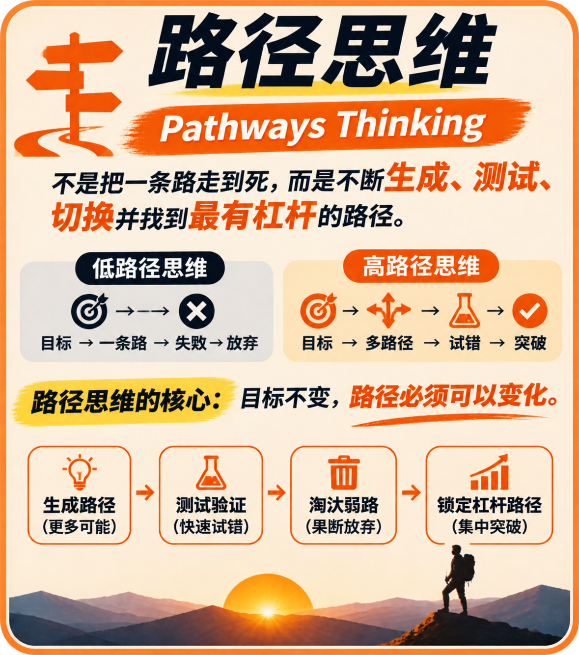 路径思维
Pathways Thinking
不是把一条路走到死，而是不断生成、测试、
切换并找到最有杠杆的路径。
低路径思维
目标 → 一条路 → 失败 → 放弃
高路径思维
目标 → 多路径 → 试错 → 突破
路径思维的核心：目标不变，路径必须可以变化。
生成路径
（更多可能）
测试验证
（快速试错）
淘汰弱路
（果断放弃）
锁定杠杆路径
（集中突破）